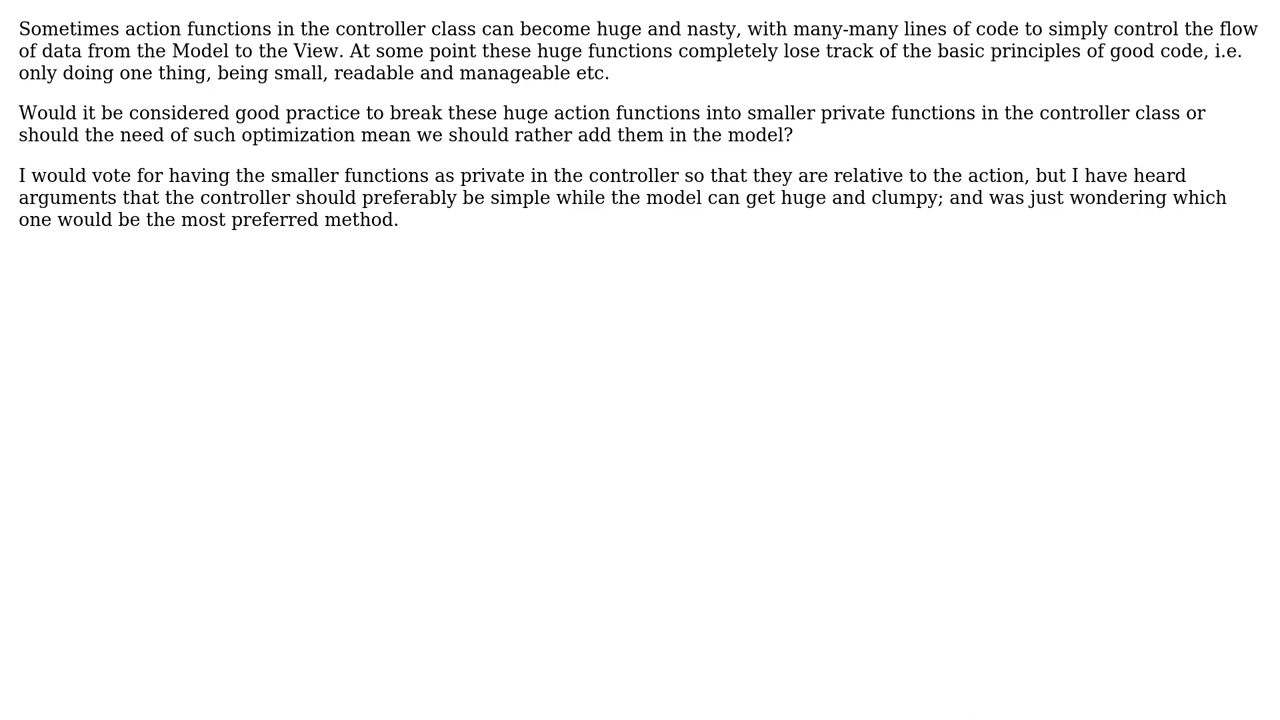 Sometimes action functions in the controller class can become huge and nasty, with many-many lines of code to simply control the flow
of data from the Model to the View. At some point these huge functions completely lose track of the basic principles of good code, i.e.
only doing one thing, being small, readable and manageable etc.
Would it be considered good practice to break these huge action functions into smaller private functions in the controller class or
should the need of such optimization mean we should rather add them in the model?
I would vote for having the smaller functions as private in the controller so that they are relative to the action, but I have heard
arguments that the controller should preferably be simple while the model can get huge and clumpy; and was just wondering which
one would be the most preferred method.